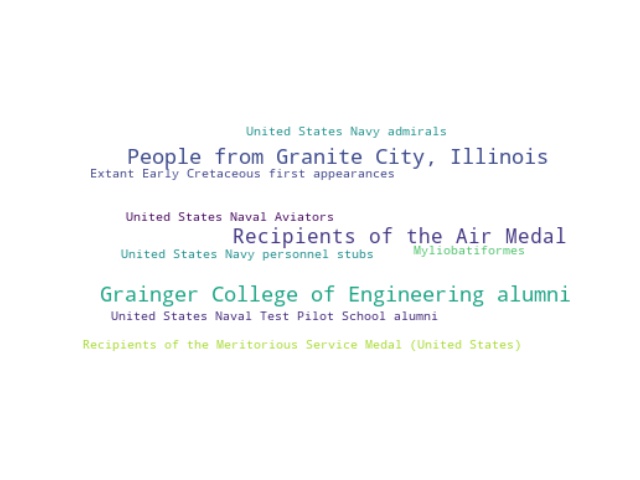 United States Navy admirals
People from Granite City, Illinois
Extant Early Cretaceous first appearances
United States Naval Aviators
Recipients of the Air Medal
Myliobatiformes
United States Navy personnel stubs
Grainger College of Engineering alumni
United States Naval Test Pilot School alumni
Recipients of the Meritorious Service Medal (United States)